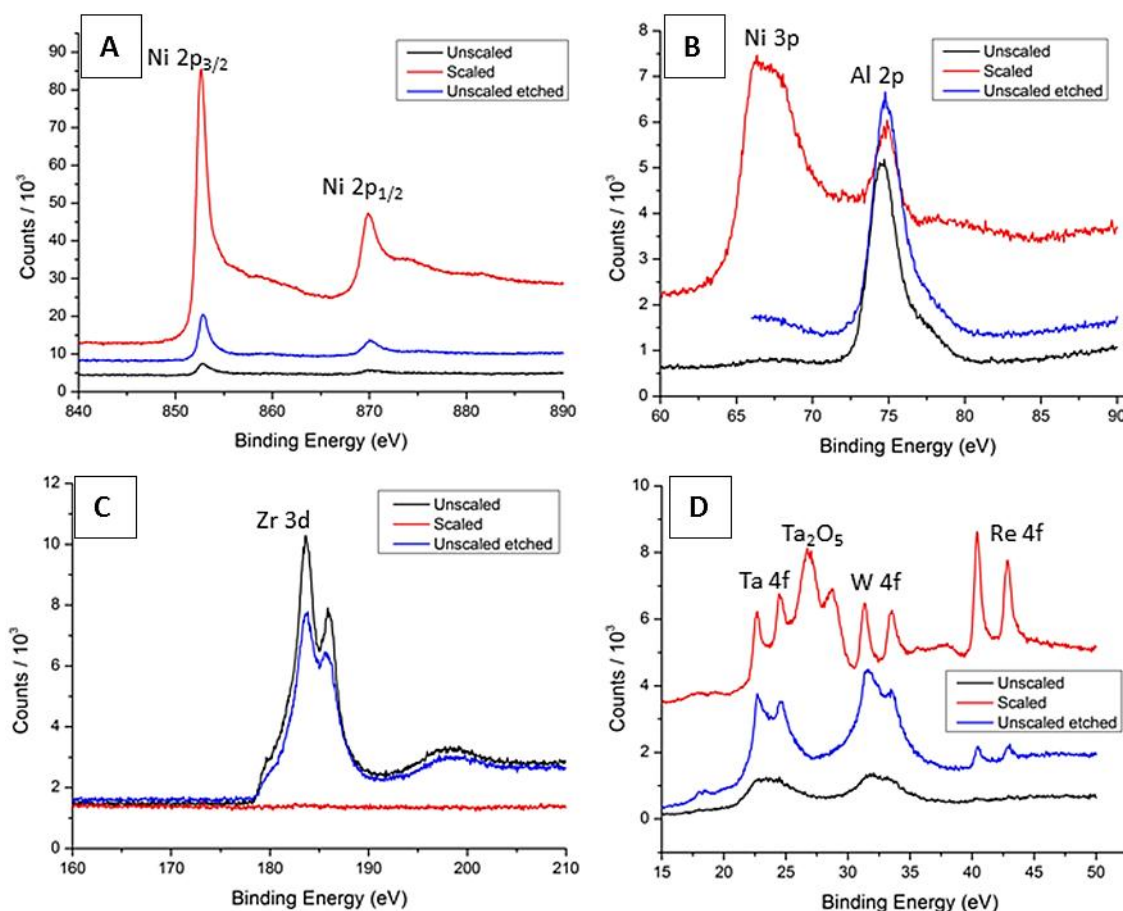 A
Ni 2p3/2
Ni 2p1/2
Unscaled
Scaled
Unscaled etched
Counts / 10³
90
80
70
60
50
40
30
20
10
0
840 850 860 870 880 890
Binding Energy (eV)
B
Ni 3p
Al 2p
Unscaled
Scaled
Unscaled etched
Counts / 10³
8
7
6
5
4
3
2
1
0
60 65 70 75 80 85 90
Binding Energy (eV)
C
Zr 3d
Unscaled
Scaled
Unscaled etched
Counts / 10³
12
10
8
6
4
2
0
160 170 180 190 200 210
Binding Energy (eV)
D
Ta 4f
Ta2O5
W 4f
Re 4f
Unscaled
Scaled
Unscaled etched
Counts / 10³
10
8
6
4
2
0
15 20 25 30 35 40 45 50
Binding Energy (eV)